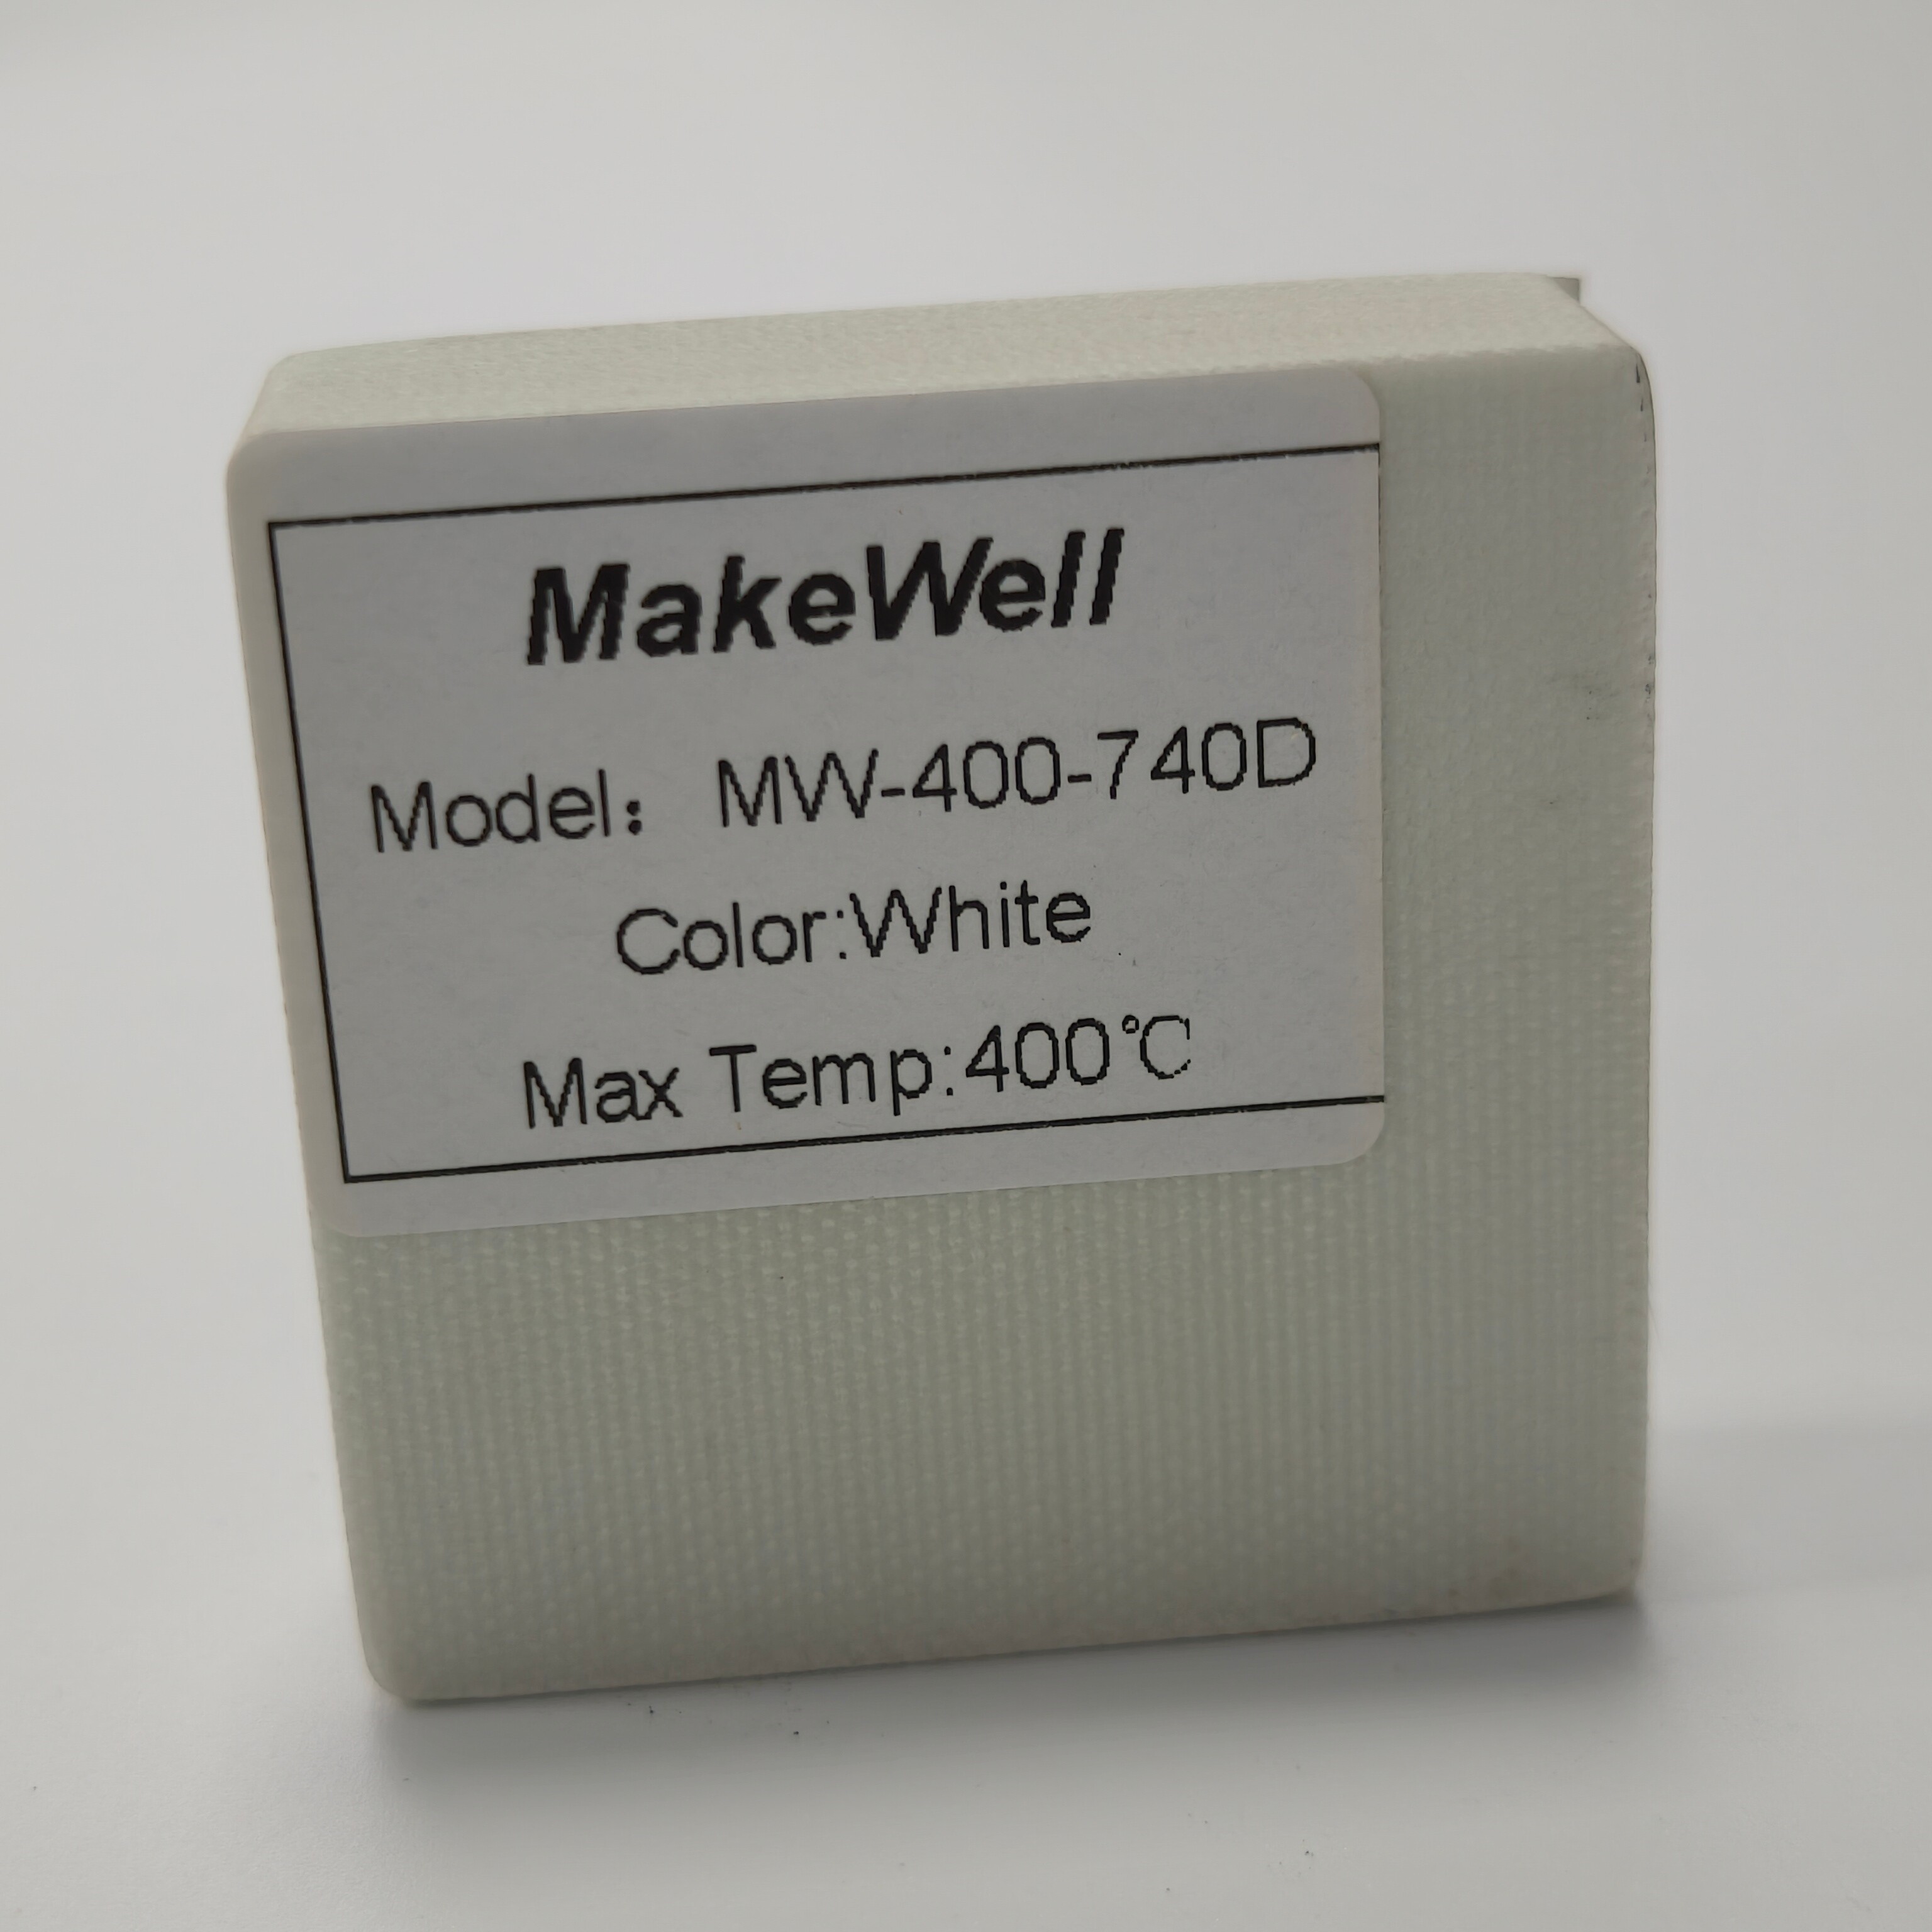 MakeWell
Model： MW-400-740D
Color:White
Max Temp:400℃